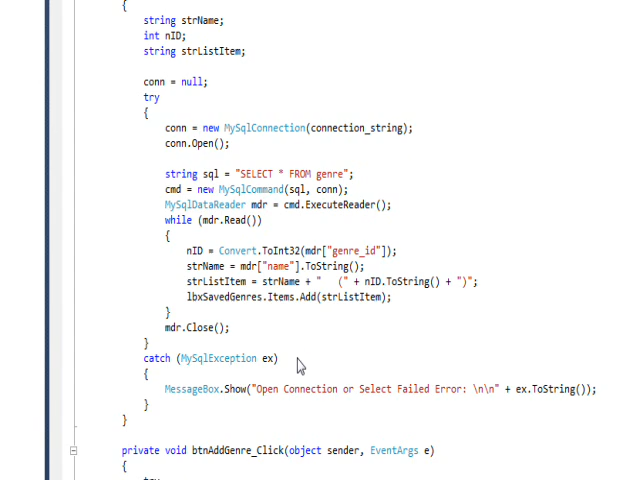 {
string strName;
int nID;
string strListItem;
conn = null;
try
{
conn = new MySqlConnection(connection_string);
conn.Open();
string sql = "SELECT * FROM genre";
cmd = new MySqlCommand(sql, conn);
MySqlDataReader mdr = cmd.ExecuteReader();
while (mdr.Read())
{
nID = Convert.ToInt32(mdr["genre_id"]);
strName = mdr["name"].ToString();
strListItem = strName + "   (" + nID.ToString() + ")";
lbxSavedGenres.Items.Add(strListItem);
}
mdr.Close();
}
catch (MySqlException ex)
{
MessageBox.Show("Open Connection or Select Failed Error: \n\n" + ex.ToString());
}
}
private void btnAddGenre_Click(object sender, EventArgs e)
{